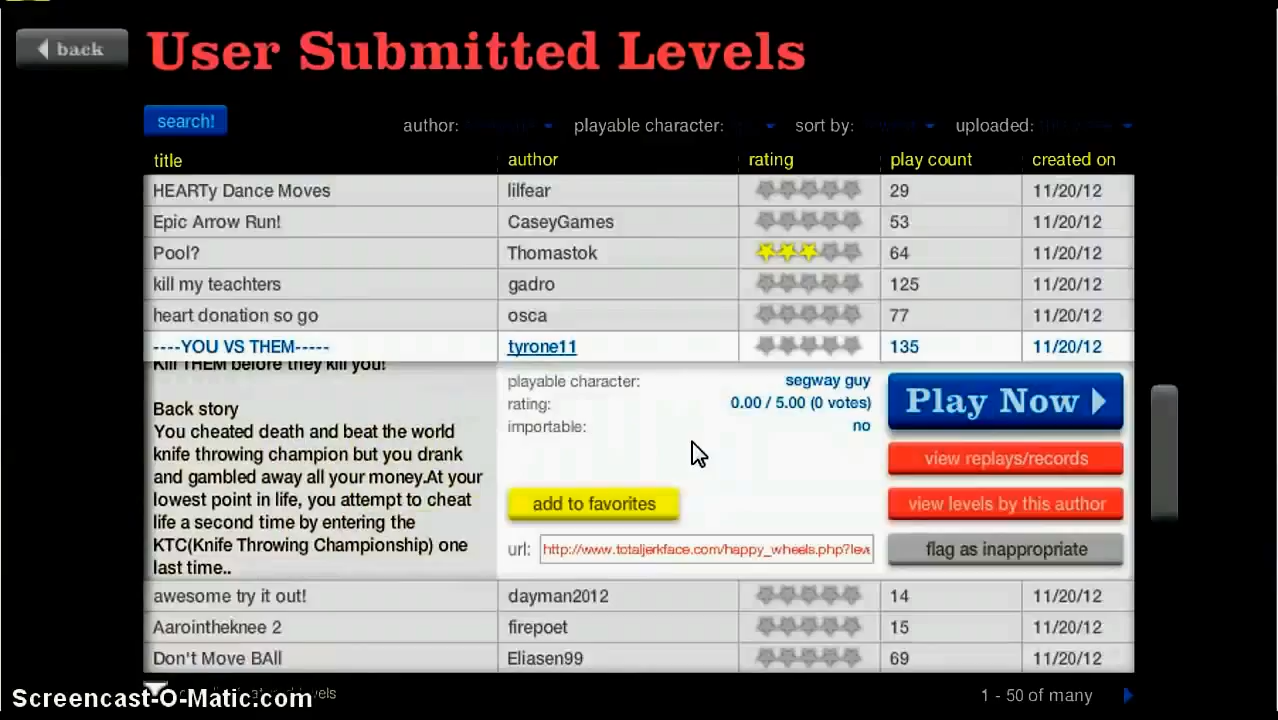 back
User Submitted Levels
search!
author: playable character: sort by: uploaded:
title author rating play count created on
HEARTy Dance Moves lilfear 29 11/20/12
Epic Arrow Run! CaseyGames 53 11/20/12
Pool? Thomastok 64 11/20/12
kill my teachters gadro 125 11/20/12
heart donation so go osca 77 11/20/12
----YOU VS THEM----- tyrone11 135 11/20/12
Kill THEM before they kill you!
Back story
You cheated death and beat the world
knife throwing champion but you drank
and gambled away all your money.At your
lowest point in life, you attempt to cheat
life a second time by entering the
KTC(Knife Throwing Championship) one
last time..
playable character: segway guy
rating: 0.00 / 5.00 (0 votes)
importable: no
add to favorites
url: http://www.totaljerkface.com/happy_wheels.php?lev
Play Now
view replays/records
view levels by this author
flag as inappropriate
awesome try it out! dayman2012 14 11/20/12
Aarointheknee 2 firepoet 15 11/20/12
Don't Move BAll Eliasen99 69 11/20/12
1 - 50 of many
Screencast-O-Matic.com